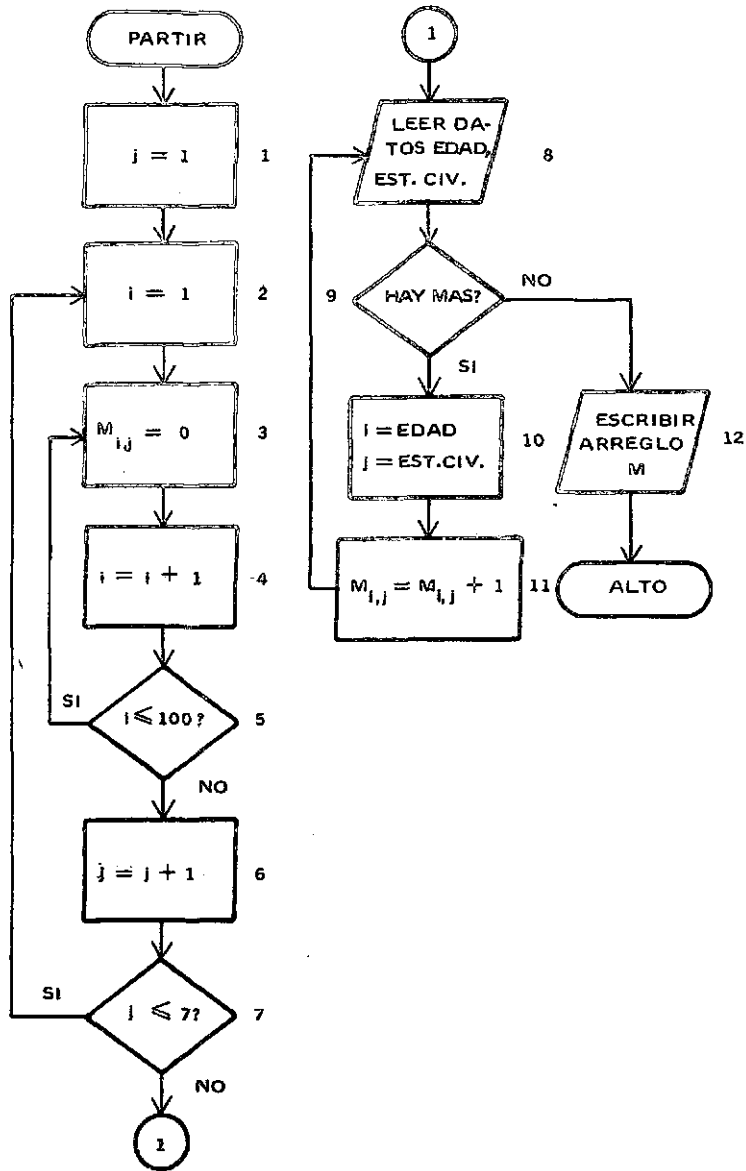 PARTIR
j = 1
1
i = 1
2
M i,j = 0
3
i = i + 1
4
i ≤ 100?
5
SI
NO
j = j + 1
6
j ≤ 7?
7
SI
NO
1
1
LEER DA-
TOS EDAD,
EST. CIV.
8
HAY MAS?
9
NO
SI
i = EDAD
j = EST.CIV.
10
M i,j = M i,j + 1
11
ESCRIBIR
ARREGLO
M
12
ALTO